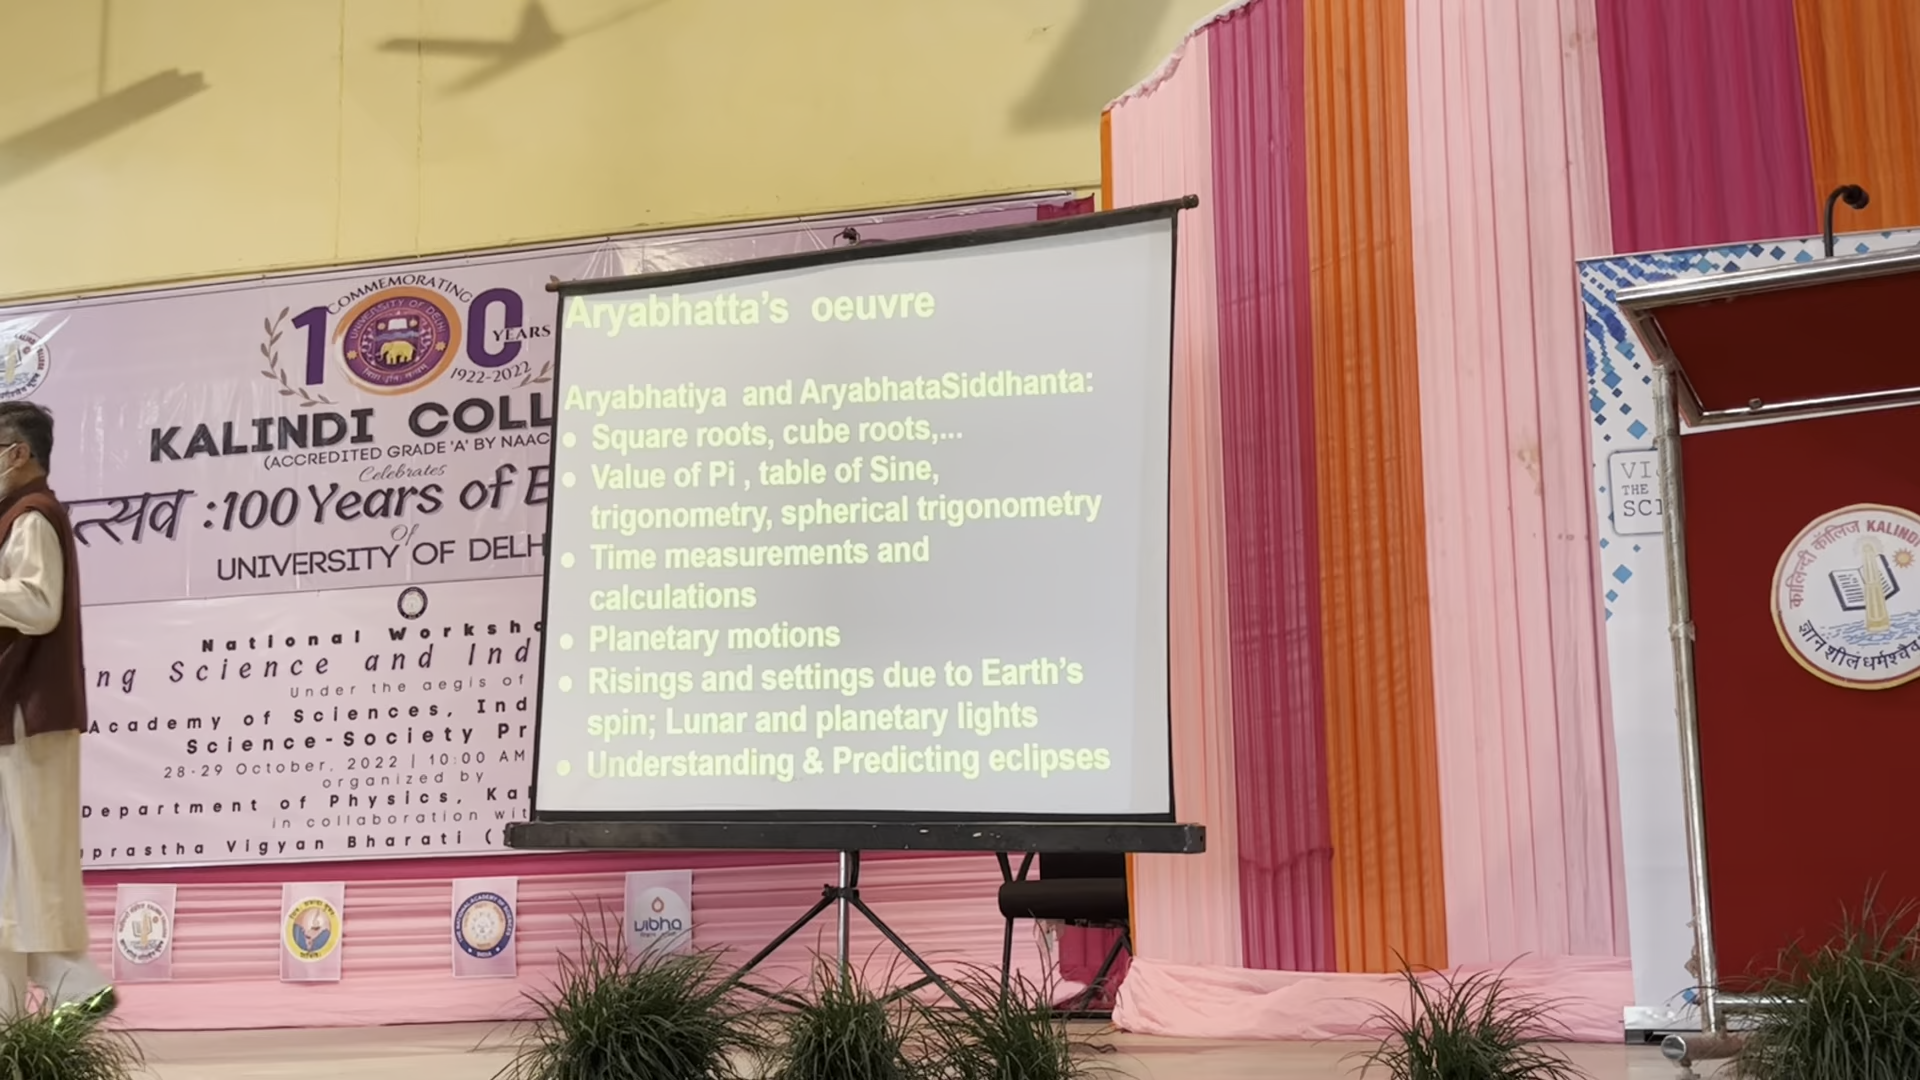 COMMEMORATING
100
YEARS
1922-2022
UNIVERSITY OF DELHI
KALINDI COLL
(ACCREDITED GRADE 'A' BY NAAC
Celebrates
त्सव :100 Years of E
Of
UNIVERSITY OF DELH
National Worksho
ng Science and Ind
Under the aegis of
Academy of Sciences, Ind
Science-Society Pr
28-29 October, 2022 | 10:00 AM
organized by
Department of Physics, Kal
in collaboration wit
prastha Vigyan Bharati (
Aryabhatta's oeuvre
Aryabhatiya and AryabhataSiddhanta:
• Square roots, cube roots,...
• Value of Pi , table of Sine,
trigonometry, spherical trigonometry
• Time measurements and
calculations
• Planetary motions
• Risings and settings due to Earth's
spin; Lunar and planetary lights
• Understanding & Predicting eclipses
vibha
VI
THE
SCI
कालिन्दी कॉलिज KALINDI
ज्ञान शीलं धर्मश्चैव